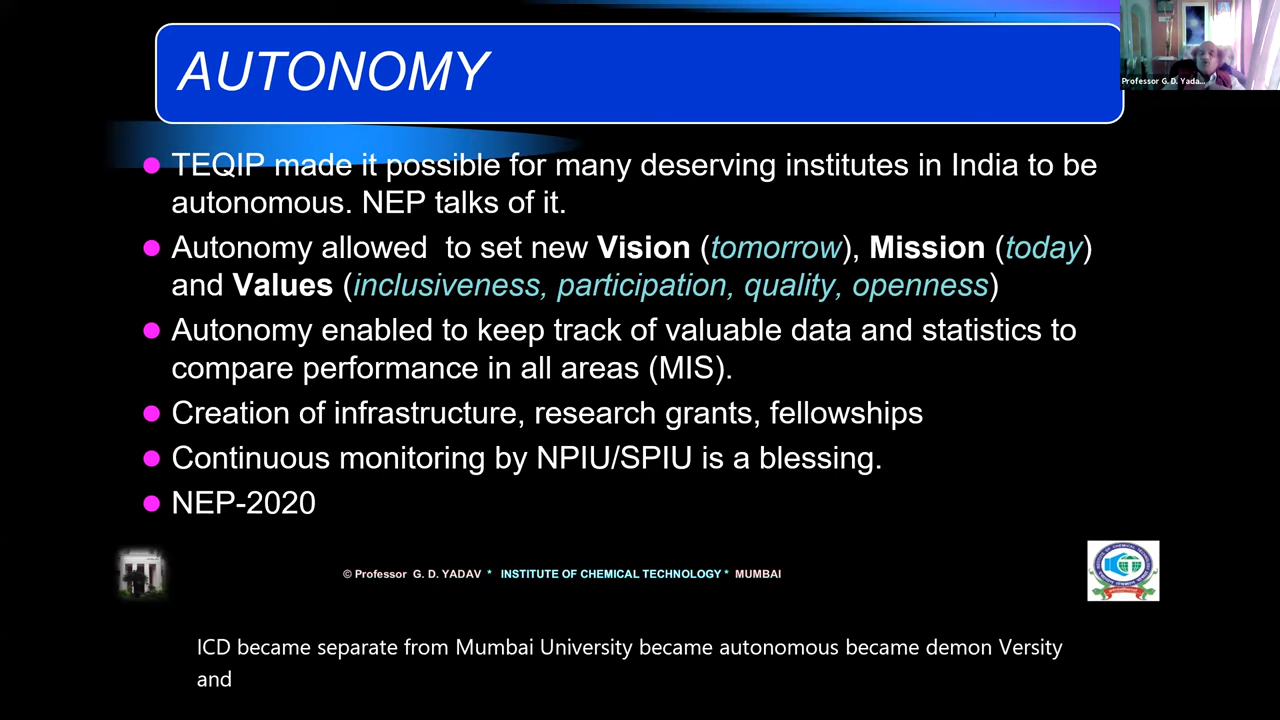 AUTONOMY
Professor G. D. Yada...
TEQIP made it possible for many deserving institutes in India to be
autonomous. NEP talks of it.
Autonomy allowed to set new Vision (tomorrow), Mission (today)
and Values (inclusiveness, participation, quality, openness)
Autonomy enabled to keep track of valuable data and statistics to
compare performance in all areas (MIS).
Creation of infrastructure, research grants, fellowships
Continuous monitoring by NPIU/SPIU is a blessing.
NEP-2020
© Professor G. D. YADAV * INSTITUTE OF CHEMICAL TECHNOLOGY * MUMBAI
ICD became separate from Mumbai University became autonomous became demon Versity
and